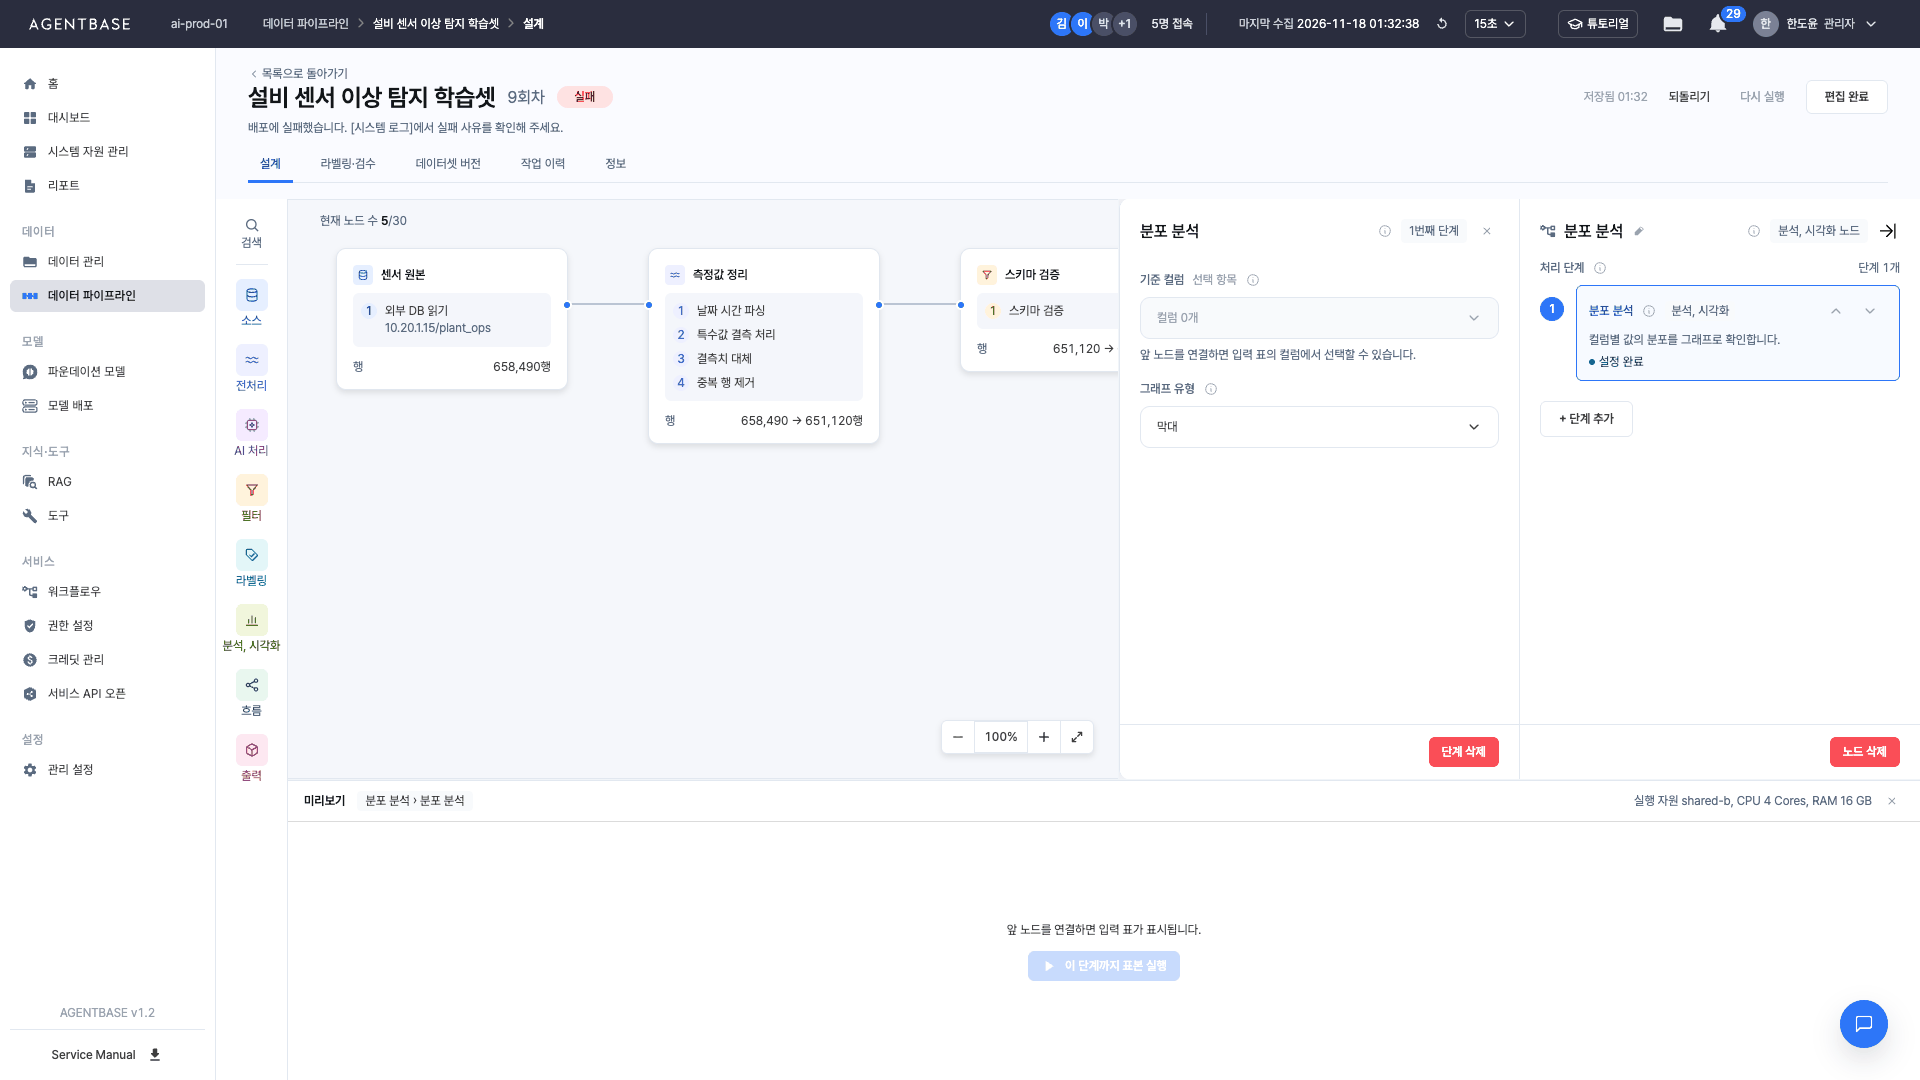 AGENTBASE
ai-prod-01
데이터 파이프라인 > 설비 센서 이상 탐지 학습셋 > 설계
김 이 박 +1 5명 접속
마지막 수집 2026-11-18 01:32:38
15초
튜토리얼
29
한 한도윤 관리자
홈
대시보드
시스템 자원 관리
리포트
데이터
데이터 관리
데이터 파이프라인
모델
파운데이션 모델
모델 배포
지식·도구
RAG
도구
서비스
워크플로우
권한 설정
크레딧 관리
서비스 API 오픈
설정
관리 설정
AGENTBASE v1.2
Service Manual
목록으로 돌아가기
설비 센서 이상 탐지 학습셋 9회차 실패
배포에 실패했습니다. [시스템 로그]에서 실패 사유를 확인해 주세요.
저장됨 01:32 되돌리기 다시 실행 편집 완료
설계 라벨링·검수 데이터셋 버전 작업 이력 정보
검색
소스
전처리
AI 처리
필터
라벨링
분석, 시각화
흐름
출력
현재 노드 수 5/30
센서 원본
1 외부 DB 읽기
10.20.1.15/plant_ops
행 658,490행
측정값 정리
1 날짜 시간 파싱
2 특수값 결측 처리
3 결측치 대체
4 중복 행 제거
행 658,490 → 651,120행
스키마 검증
1 스키마 검증
행 651,120 →
100%
분포 분석 1번째 단계
기준 컬럼 선택 항목
컬럼 0개
앞 노드를 연결하면 입력 표의 컬럼에서 선택할 수 있습니다.
그래프 유형
막대
단계 삭제
분포 분석 분석, 시각화 노드
처리 단계 단계 1개
1 분포 분석 분석, 시각화
컬럼별 값의 분포를 그래프로 확인합니다.
설정 완료
+ 단계 추가
노드 삭제
미리보기 분포 분석 › 분포 분석
실행 자원 shared-b, CPU 4 Cores, RAM 16 GB
앞 노드를 연결하면 입력 표가 표시됩니다.
이 단계까지 표본 실행